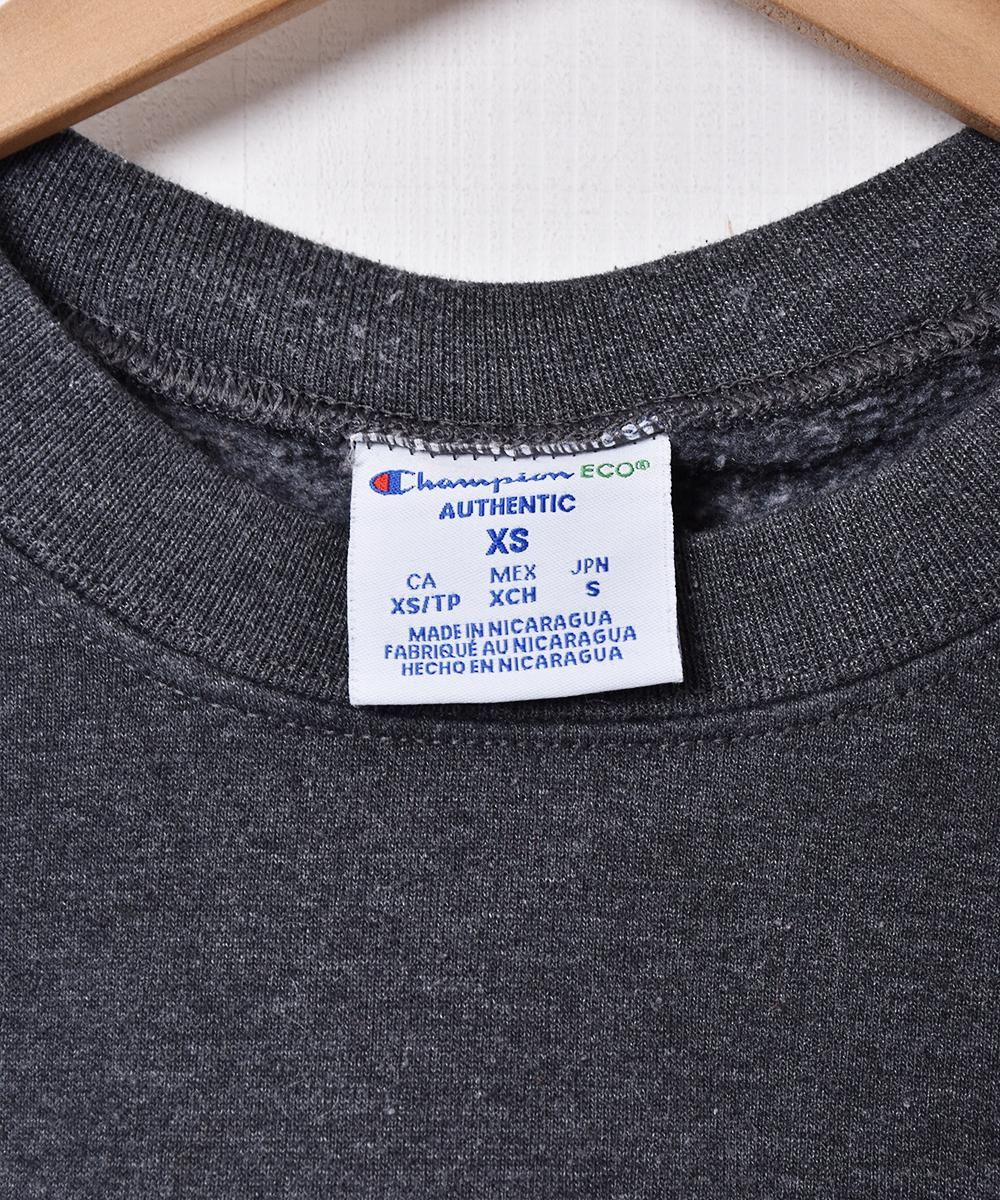 Champion ECO®
AUTHENTIC
XS
CA MEX JPN
XS/TP XCH S
MADE IN NICARAGUA
FABRIQUÉ AU NICARAGUA
HECHO EN NICARAGUA